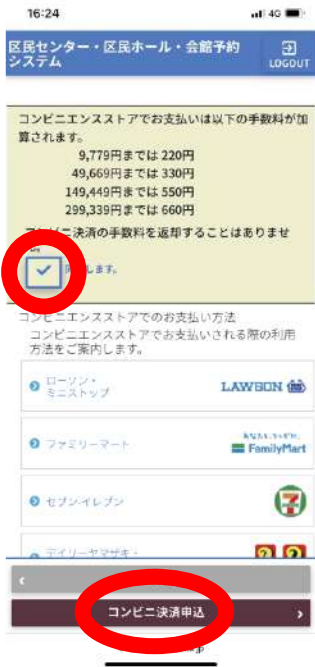 16:24
4G
区民センター・区民ホール・会館予約
システム
LOGOUT
コンビニエンスストアでお支払いは以下の手数料が加
算されます。
9,779円までは 220円
49,669円までは 330円
149,449円までは 550円
299,339円までは 660円
コンビニ決済の手数料を返却することはありませ
します。
コンビニエンスストアでのお支払い方法
コンビニエンスストアでお支払いされる際の利用
方法をご案内します。
ローソン・
ミニストップ
LAWSON
ファミリーマート
FamilyMart
セブン-イレブン
デイリーヤマザキ・
コンビニ決済申込